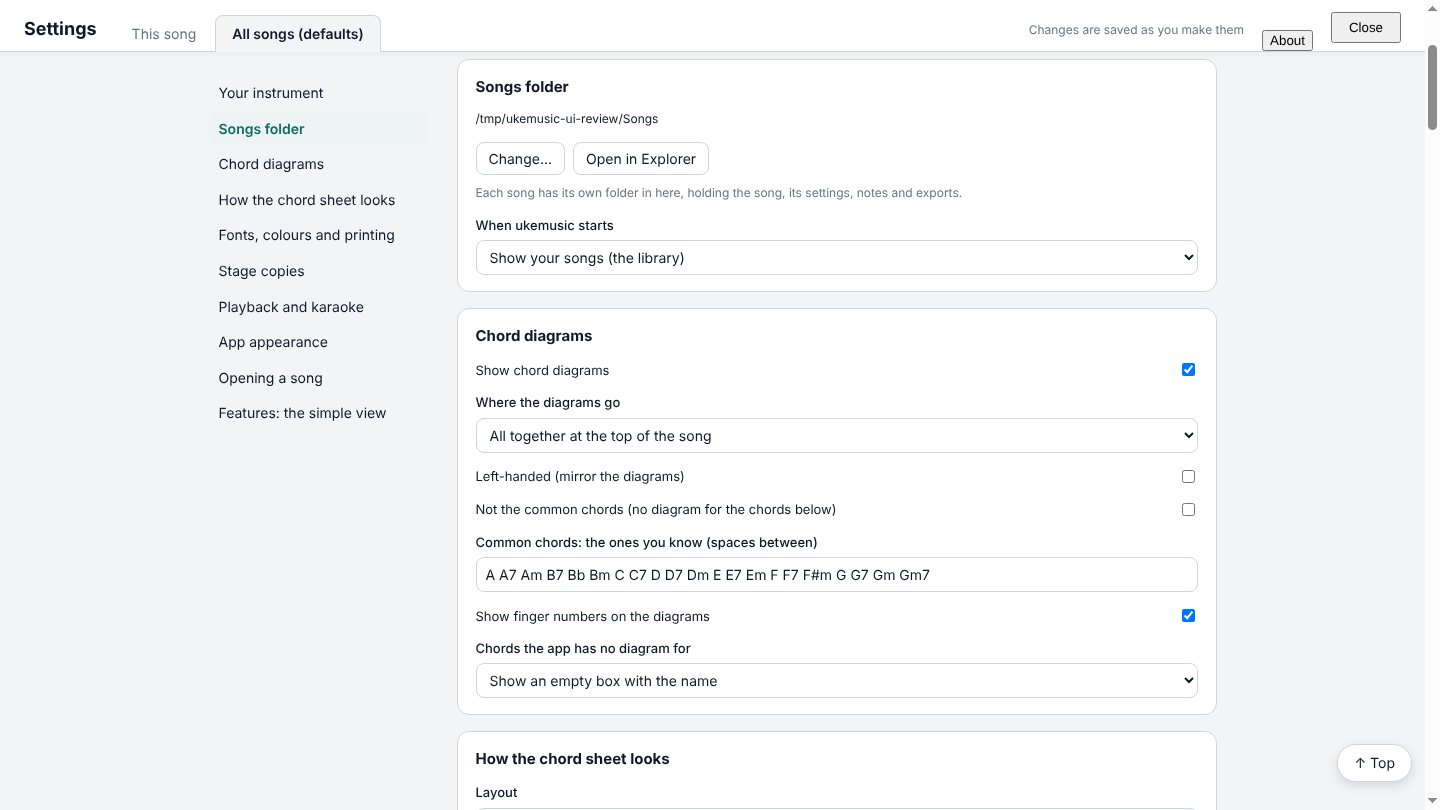 Settings
This song
All songs (defaults)
Changes are saved as you make them
About
Close
Your instrument
Songs folder
Chord diagrams
How the chord sheet looks
Fonts, colours and printing
Stage copies
Playback and karaoke
App appearance
Opening a song
Features: the simple view
Songs folder
/tmp/ukemusic-ui-review/Songs
Change...
Open in Explorer
Each song has its own folder in here, holding the song, its settings, notes and exports.
When ukemusic starts
Show your songs (the library)
Chord diagrams
Show chord diagrams
Where the diagrams go
All together at the top of the song
Left-handed (mirror the diagrams)
Not the common chords (no diagram for the chords below)
Common chords: the ones you know (spaces between)
A A7 Am B7 Bb Bm C C7 D D7 Dm E E7 Em F F7 F#m G G7 Gm Gm7
Show finger numbers on the diagrams
Chords the app has no diagram for
Show an empty box with the name
How the chord sheet looks
Layout
↑ Top